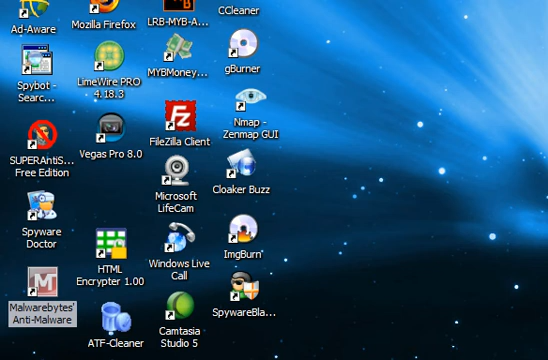 Ad-Aware
Mozilla Firefox
LRB-MYB-A...
CCleaner
Spybot -
Searc...
LimeWire PRO
4.18.3
MYBMoney...
gBurner
SUPERAntiS...
Free Edition
Vegas Pro 8.0
FileZilla Client
Nmap -
Zenmap GUI
Spyware
Doctor
Microsoft
LifeCam
Cloaker Buzz
HTML
Encrypter 1.00
Windows Live
Call
ImgBurn'
Malwarebytes'
Anti-Malware
ATF-Cleaner
Camtasia
Studio 5
SpywareBla...